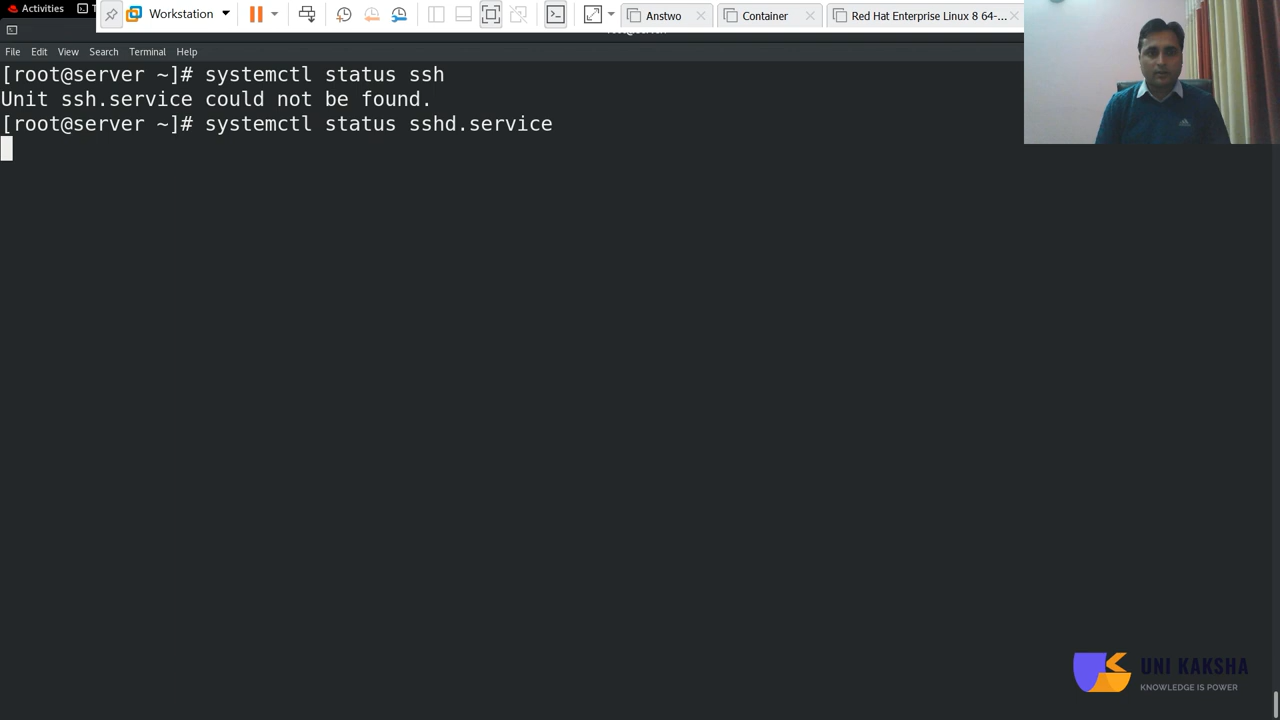 Activities
Workstation
Anstwo
Container
Red Hat Enterprise Linux 8 64-...
File Edit View Search Terminal Help
[root@server ~]# systemctl status ssh
Unit ssh.service could not be found.
[root@server ~]# systemctl status sshd.service
UNI KAKSHA
KNOWLEDGE IS POWER